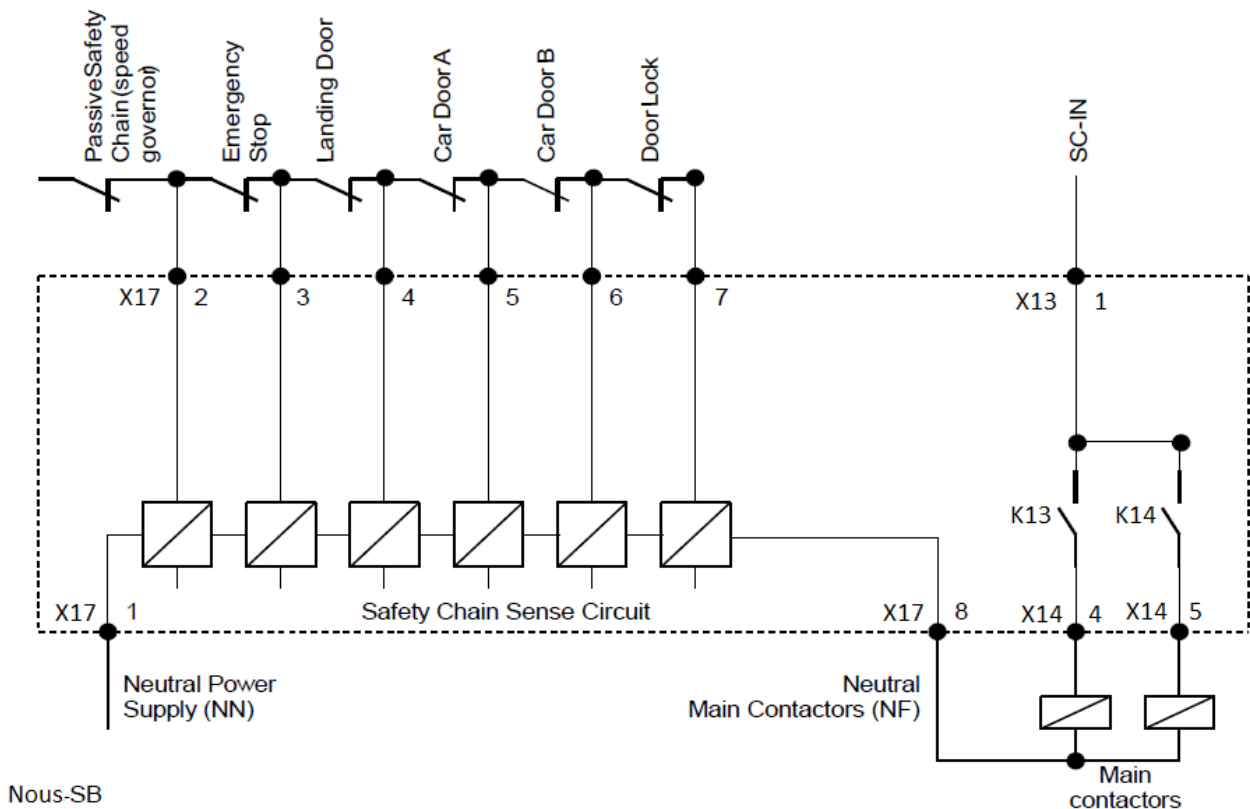 PassiveSafety
Chain(speed
governor)
Emergency
Stop
Landing Door
Car Door A
Car Door B
Door Lock
SC-IN
X17 2 3 4 5 6 7
X13 1
K13 K14
X17 1
Safety Chain Sense Circuit
X17 8
X14 4
X14 5
Neutral Power
Supply (NN)
Neutral
Main Contactors (NF)
Main
contactors
Nous-SB